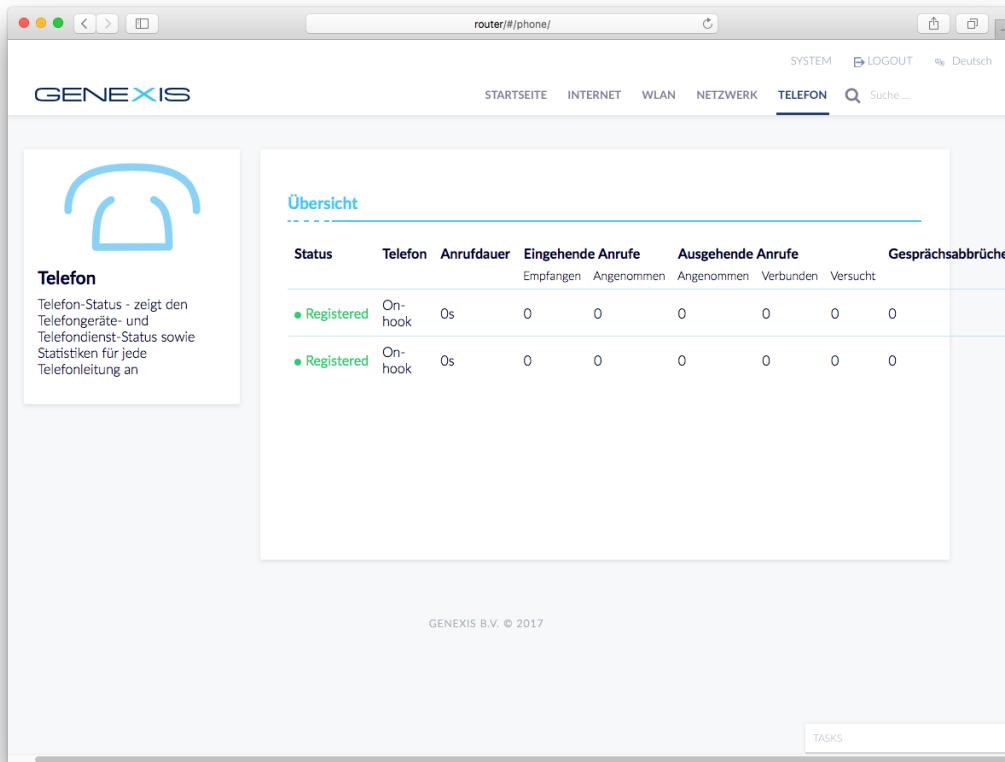 router/#/phone/
SYSTEM LOGOUT Deutsch
GENEXIS
STARTSEITE INTERNET WLAN NETZWERK TELEFON Suche ...
Telefon
Telefon-Status - zeigt den
Telefongeräte- und
Telefondienst-Status sowie
Statistiken für jede
Telefonleitung an
Übersicht
Status Telefon Anrufdauer Eingehende Anrufe Ausgehende Anrufe Gesprächsabbrüche
Empfangen Angenommen Angenommen Verbunden Versucht
Registered On-hook 0s 0 0 0 0 0 0
Registered On-hook 0s 0 0 0 0 0 0
GENEXIS B.V. © 2017
TASKS